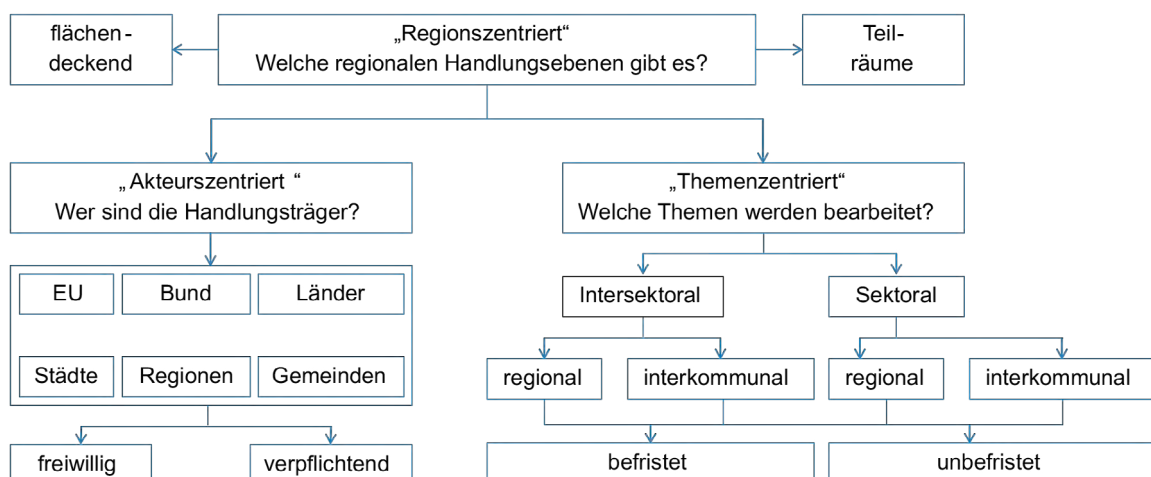 flächen-
deckend
„Regionszentriert“
Welche regionalen Handlungsebenen gibt es?
Teil-
räume
„Akteurszentriert “
Wer sind die Handlungsträger?
„Themenzentriert“
Welche Themen werden bearbeitet?
EU
Bund
Länder
Städte
Regionen
Gemeinden
freiwillig
verpflichtend
Intersektoral
Sektoral
regional
interkommunal
regional
interkommunal
befristet
unbefristet